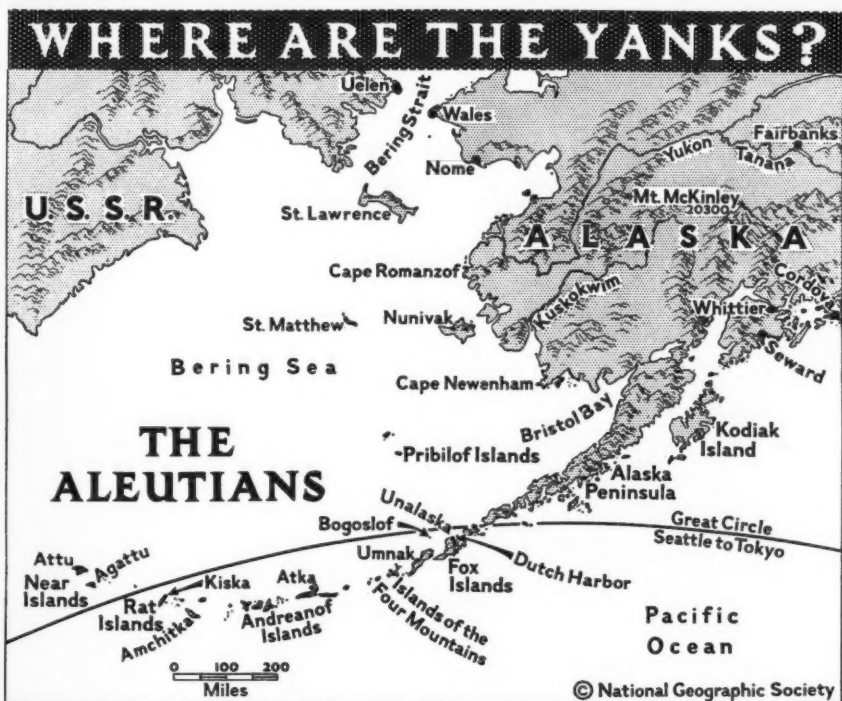 WHERE ARE THE YANKS?
Uelen
Bering Strait
Wales
Nome
Yukon
Tanana
Fairbanks
U.S.S.R.
St. Lawrence
Mt. McKinley
20300
ALASKA
Cape Romanzof
Kuskokwim
Cordova
Whittier
St. Matthew
Nunivak
Seward
Bering Sea
Cape Newenham
Bristol Bay
Kodiak
Island
THE
ALEUTIANS
Pribilof Islands
Alaska
Peninsula
Unalaska
Bogoslof
Great Circle
Seattle to Tokyo
Attu
Agattu
Near
Islands
Kiska
Atka
Umnak
Fox
Islands
Dutch Harbor
Rat
Islands
Amchitka
Andreanof
Islands
Islands of the
Four Mountains
Pacific
Ocean
0 100 200
Miles
© National Geographic Society